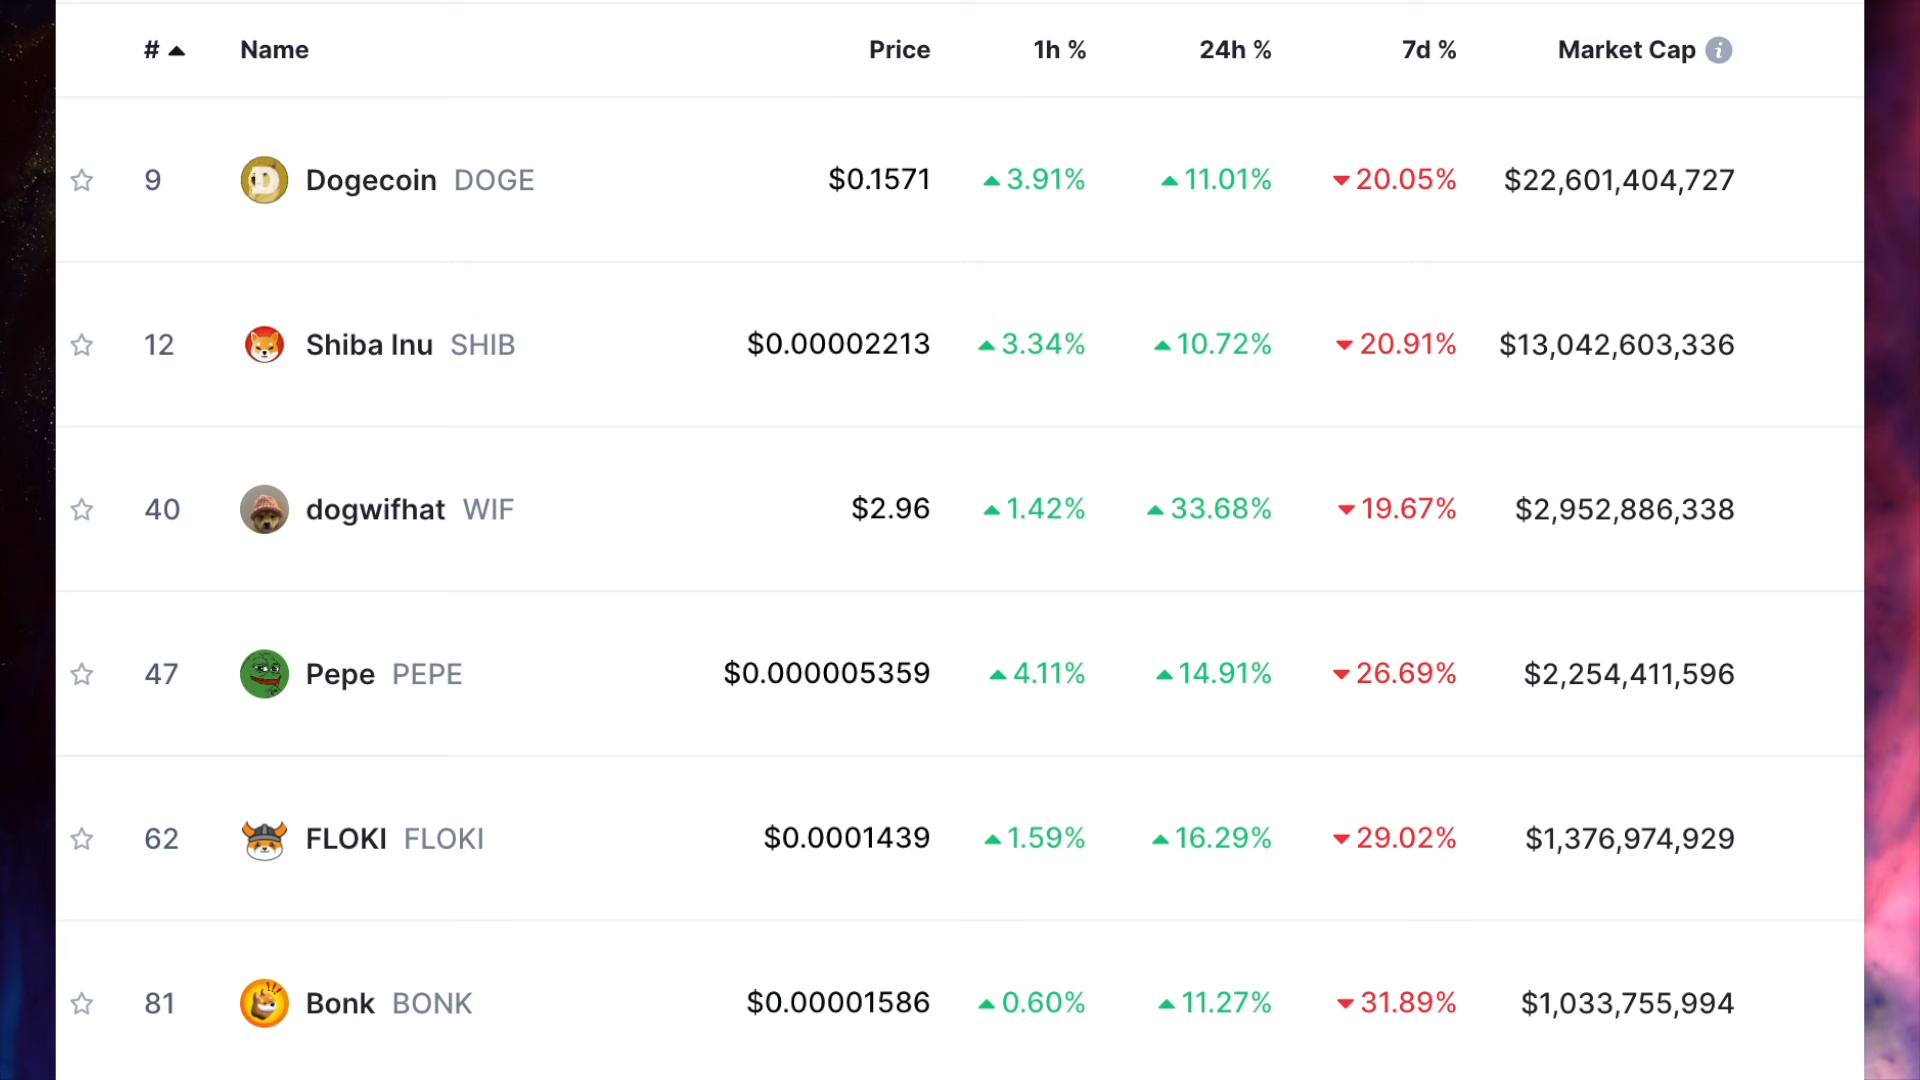 # ▲ Name Price 1h % 24h % 7d % Market Cap i
9 Dogecoin DOGE $0.1571 ▲ 3.91% ▲ 11.01% ▼ 20.05% $22,601,404,727
12 Shiba Inu SHIB $0.00002213 ▲ 3.34% ▲ 10.72% ▼ 20.91% $13,042,603,336
40 dogwifhat WIF $2.96 ▲ 1.42% ▲ 33.68% ▼ 19.67% $2,952,886,338
47 Pepe PEPE $0.000005359 ▲ 4.11% ▲ 14.91% ▼ 26.69% $2,254,411,596
62 FLOKI FLOKI $0.0001439 ▲ 1.59% ▲ 16.29% ▼ 29.02% $1,376,974,929
81 Bonk BONK $0.00001586 ▲ 0.60% ▲ 11.27% ▼ 31.89% $1,033,755,994